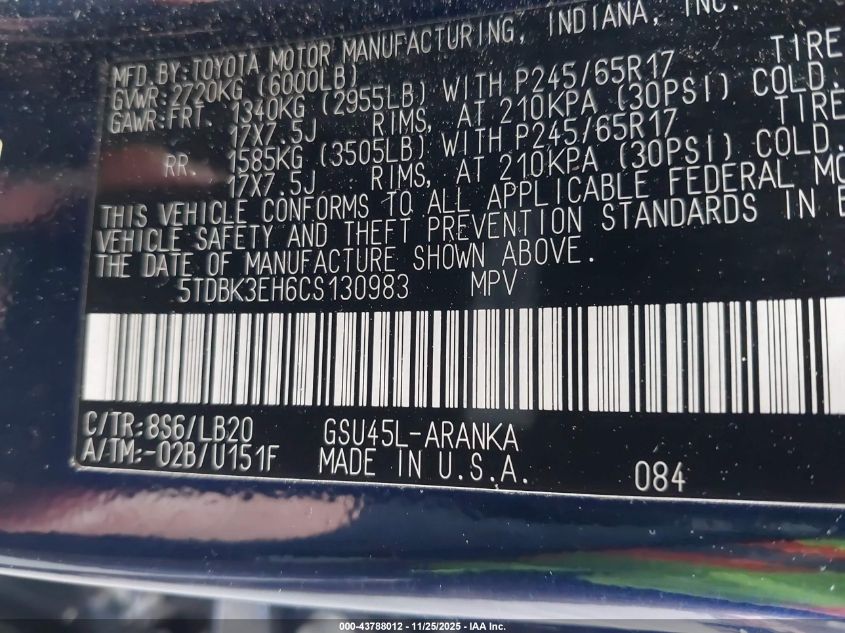 MFD. BY: TOYOTA MOTOR MANUFACTURING, INDIANA, INC.
GVWR: 2720KG (6000LB)
GAWR: FRT. 1340KG (2955LB) WITH P245/65R17 TIRE
17X7.5J RIMS, AT 210KPA (30PSI) COLD.
RR. 1585KG (3505LB) WITH P245/65R17 TIRE
17X7.5J RIMS, AT 210KPA (30PSI) COLD.
THIS VEHICLE CONFORMS TO ALL APPLICABLE FEDERAL MO
VEHICLE SAFETY AND THEFT PREVENTION STANDARDS IN E
THE DATE OF MANUFACTURE SHOWN ABOVE.
5TDBK3EH6CS130983 MPV
C/TR: 8S6/LB20 GSU45L-ARANKA
A/TM: -02B/U151F MADE IN U.S.A. 084
000-43788012 - 11/25/2025 - IAA Inc.